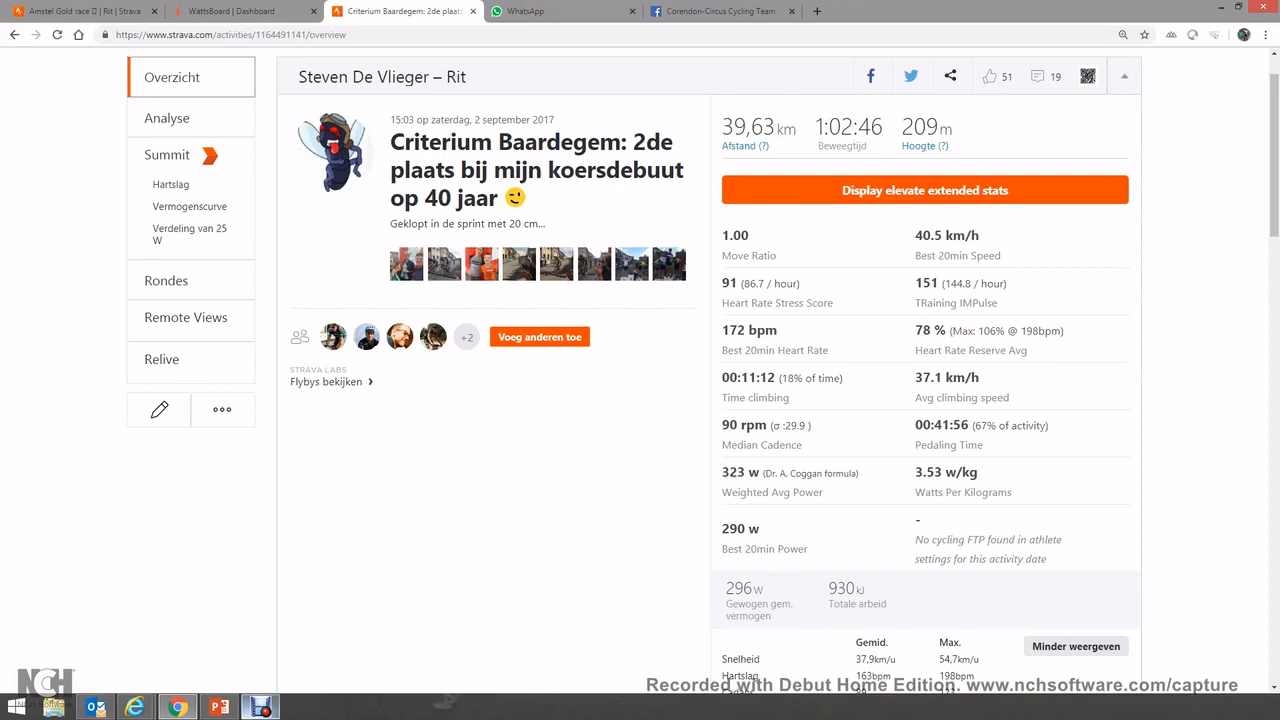 Amstel Gold race | Rit | Strava
WattsBoard | Dashboard
Criterium Baardegem: 2de plaats
WhatsApp
Corendon-Circus Cycling Team
https://www.strava.com/activities/1164491141/overview
Overzicht
Analyse
Summit
Hartslag
Vermogenscurve
Verdeling van 25
W
Rondes
Remote Views
Relive
Steven De Vlieger – Rit
51
19
15:03 op zaterdag, 2 september 2017
Criterium Baardegem: 2de
plaats bij mijn koersdebuut
op 40 jaar 😉
Geklopt in de sprint met 20 cm...
+2
Voeg anderen toe
STRAVA LABS
Flybys bekijken
39,63km 1:02:46 209m
Afstand (?) Beweegtijd Hoogte (?)
Display elevate extended stats
1.00 40.5 km/h
Move Ratio Best 20min Speed
91 (86.7 / hour) 151 (144.8 / hour)
Heart Rate Stress Score TRaining IMPulse
172 bpm 78 % (Max: 106% @ 198bpm)
Best 20min Heart Rate Heart Rate Reserve Avg
00:11:12 (18% of time) 37.1 km/h
Time climbing Avg climbing speed
90 rpm (σ :29.9 ) 00:41:56 (67% of activity)
Median Cadence Pedaling Time
323 w (Dr. A. Coggan formula) 3.53 w/kg
Weighted Avg Power Watts Per Kilograms
290 w -
Best 20min Power No cycling FTP found in athlete
settings for this activity date
296W 930kJ
Gewogen gem. Totale arbeid
vermogen
Gemid. Max. Minder weergeven
Snelheid 37,9km/u 54,7km/u
Hartslag 163bpm 198bpm
NCH
NCH Software
Recorded with Debut Home Edition. www.nchsoftware.com/capture